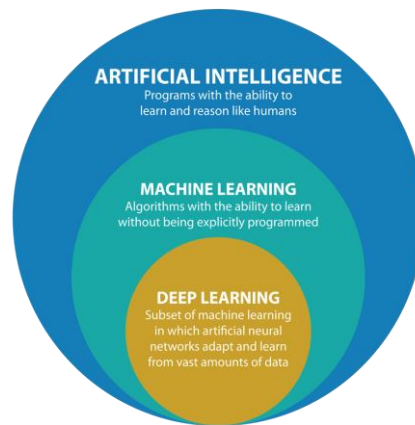 ARTIFICIAL INTELLIGENCE
Programs with the ability to
learn and reason like humans
MACHINE LEARNING
Algorithms with the ability to learn
without being explicitly programmed
DEEP LEARNING
Subset of machine learning
in which artificial neural
networks adapt and learn
from vast amounts of data